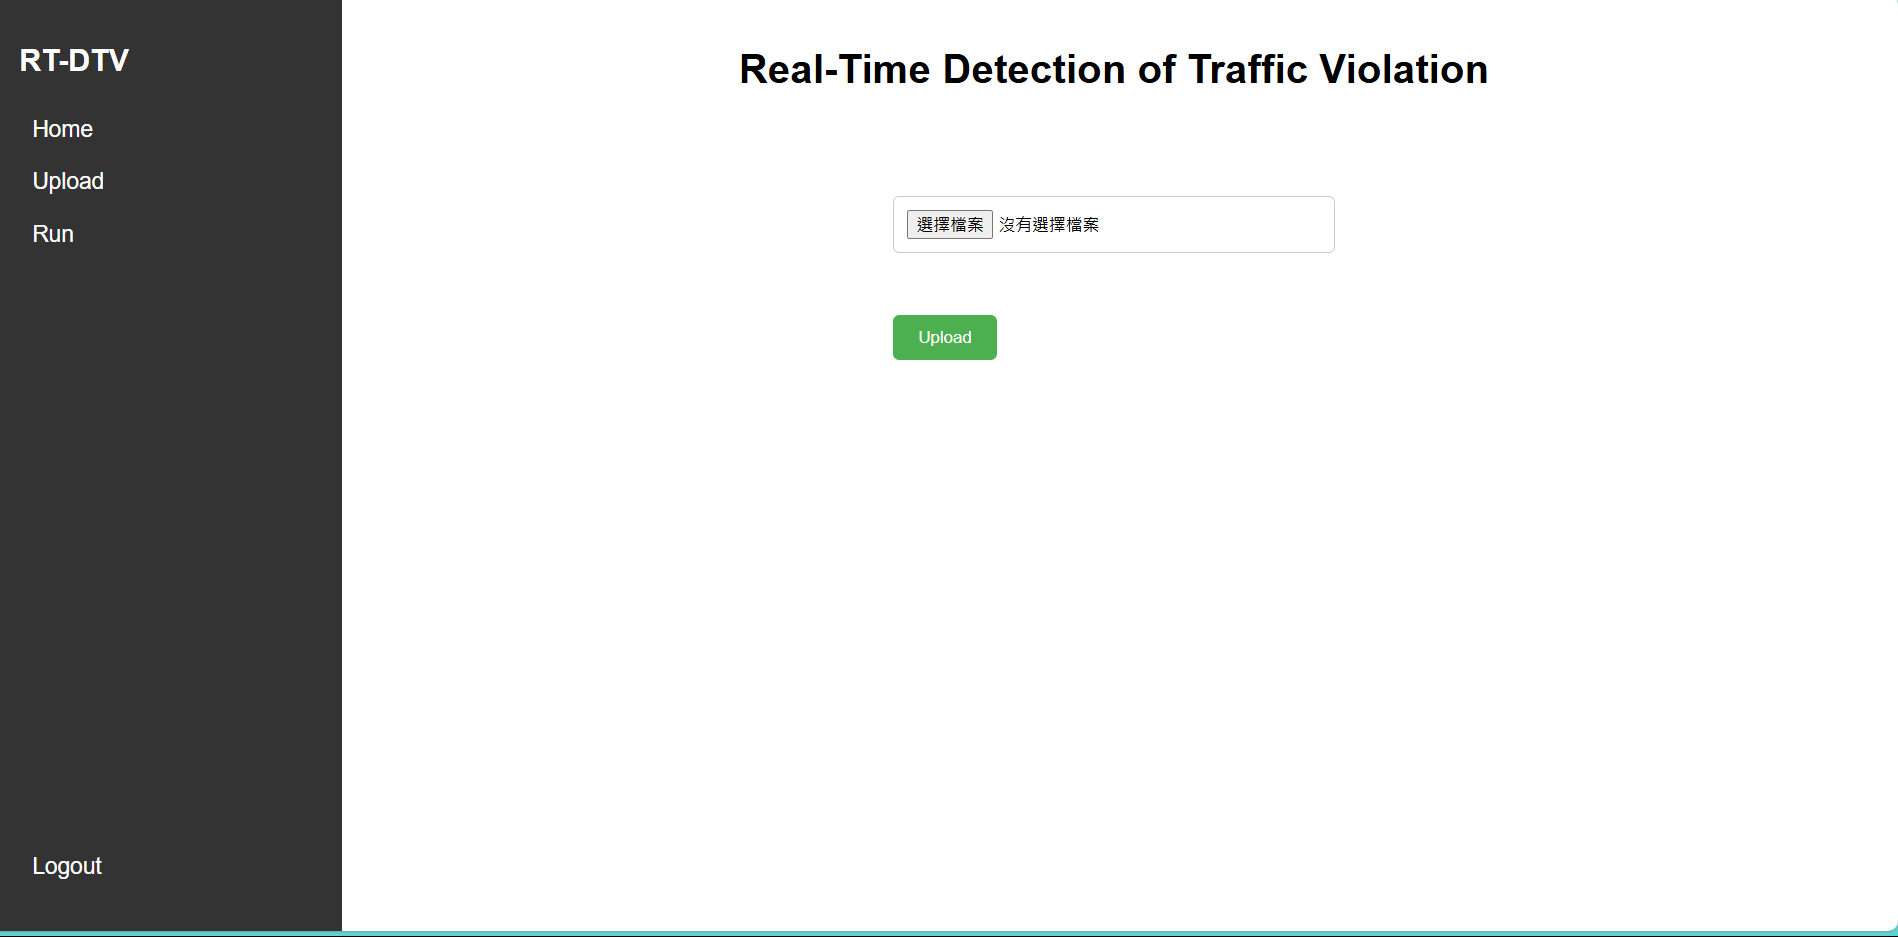 RT-DTV
Home
Upload
Run
Logout
Real-Time Detection of Traffic Violation
選擇檔案 沒有選擇檔案
Upload